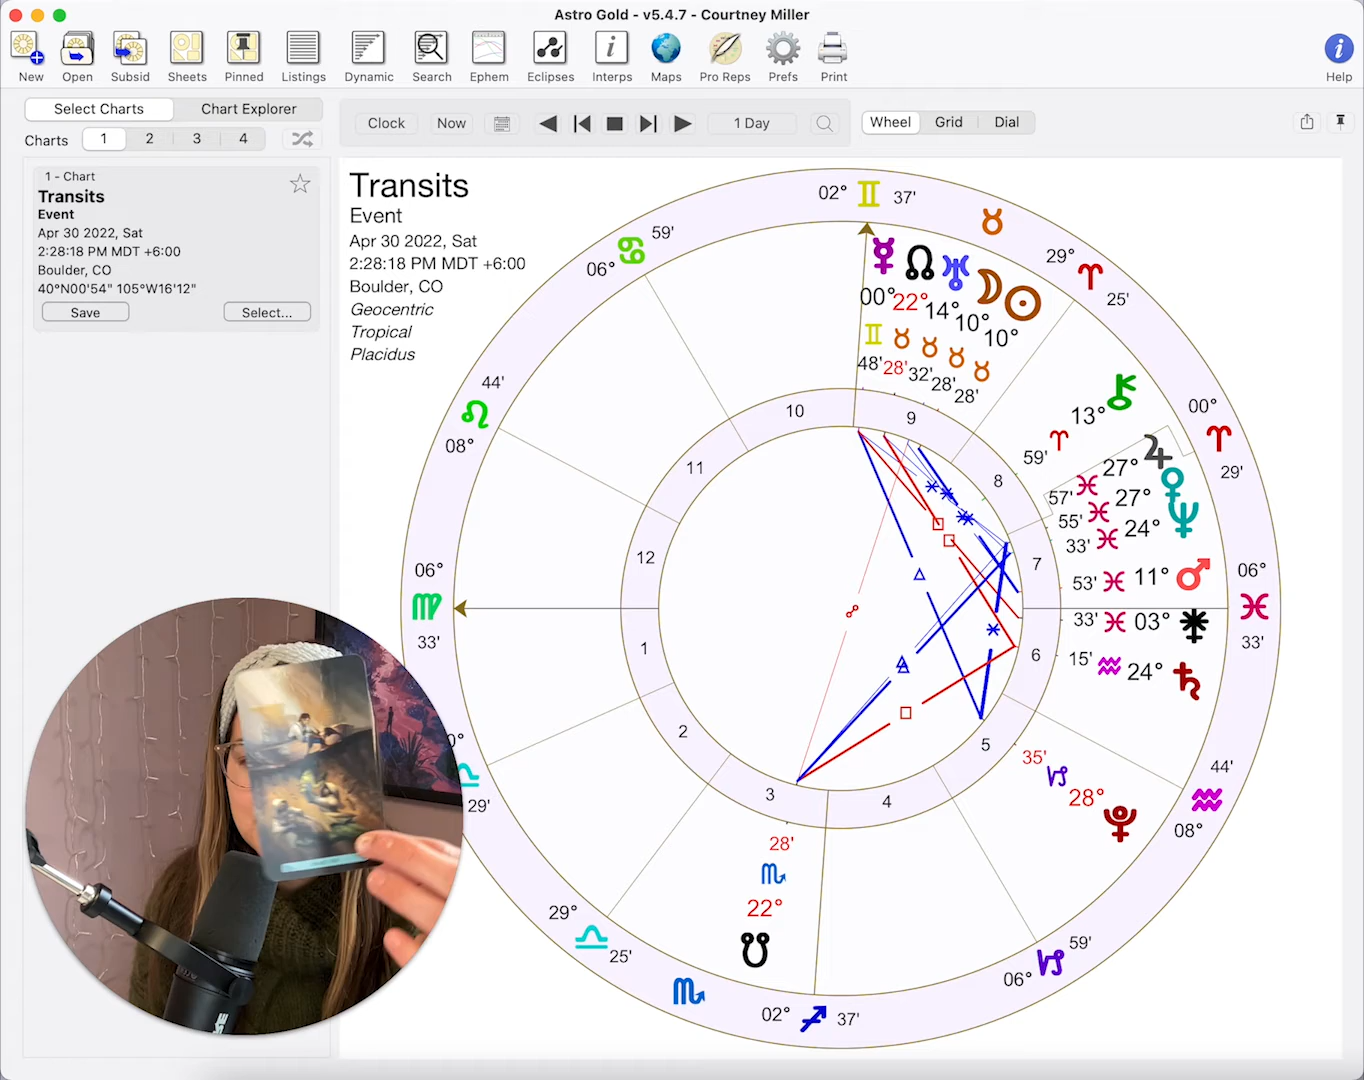 Astro Gold - v5.4.7 - Courtney Miller
New Open Subsid Sheets Pinned Listings Dynamic Search Ephem Eclipses Interps Maps Pro Reps Prefs Print Help
Select Charts Chart Explorer
Clock Now 1 Day Wheel Grid Dial
Charts 1 2 3 4
1 - Chart
Transits
Event
Apr 30 2022, Sat
2:28:18 PM MDT +6:00
Boulder, CO
40°N00'54" 105°W16'12"
Save Select...
Transits
Event
Apr 30 2022, Sat
2:28:18 PM MDT +6:00
Boulder, CO
Geocentric
Tropical
Placidus
02° ♊ 37'
♉
29° ♈ 25'
06° ♋ 59'
☿ ☊ ♅ ☽ ☉
00° 22° 14° 10° 10°
♊ ♉ ♉ ♉ ♉
48' 28' 32' 28' 28'
44' ♌ 08°
13° ⚷
59' ♈
00° ♈ 29'
57' ♓ 27° ♃
55' ♓ 27° ♀
33' ♓ 24° ♆
53' ♓ 11° ♂
06° ♍ 33'
06° ♓ 33'
33' ♓ 03°
15' ♒ 24° ♄
10 9
11 8
12 7
1 6
2 5
3 4
0° ♎ 29'
35' ♑ 28° ♇
44' ♒ 08°
28' ♏ 22° ☋
29° ♎ 25'
♏
06° ♑ 59'
02° ♐ 37'